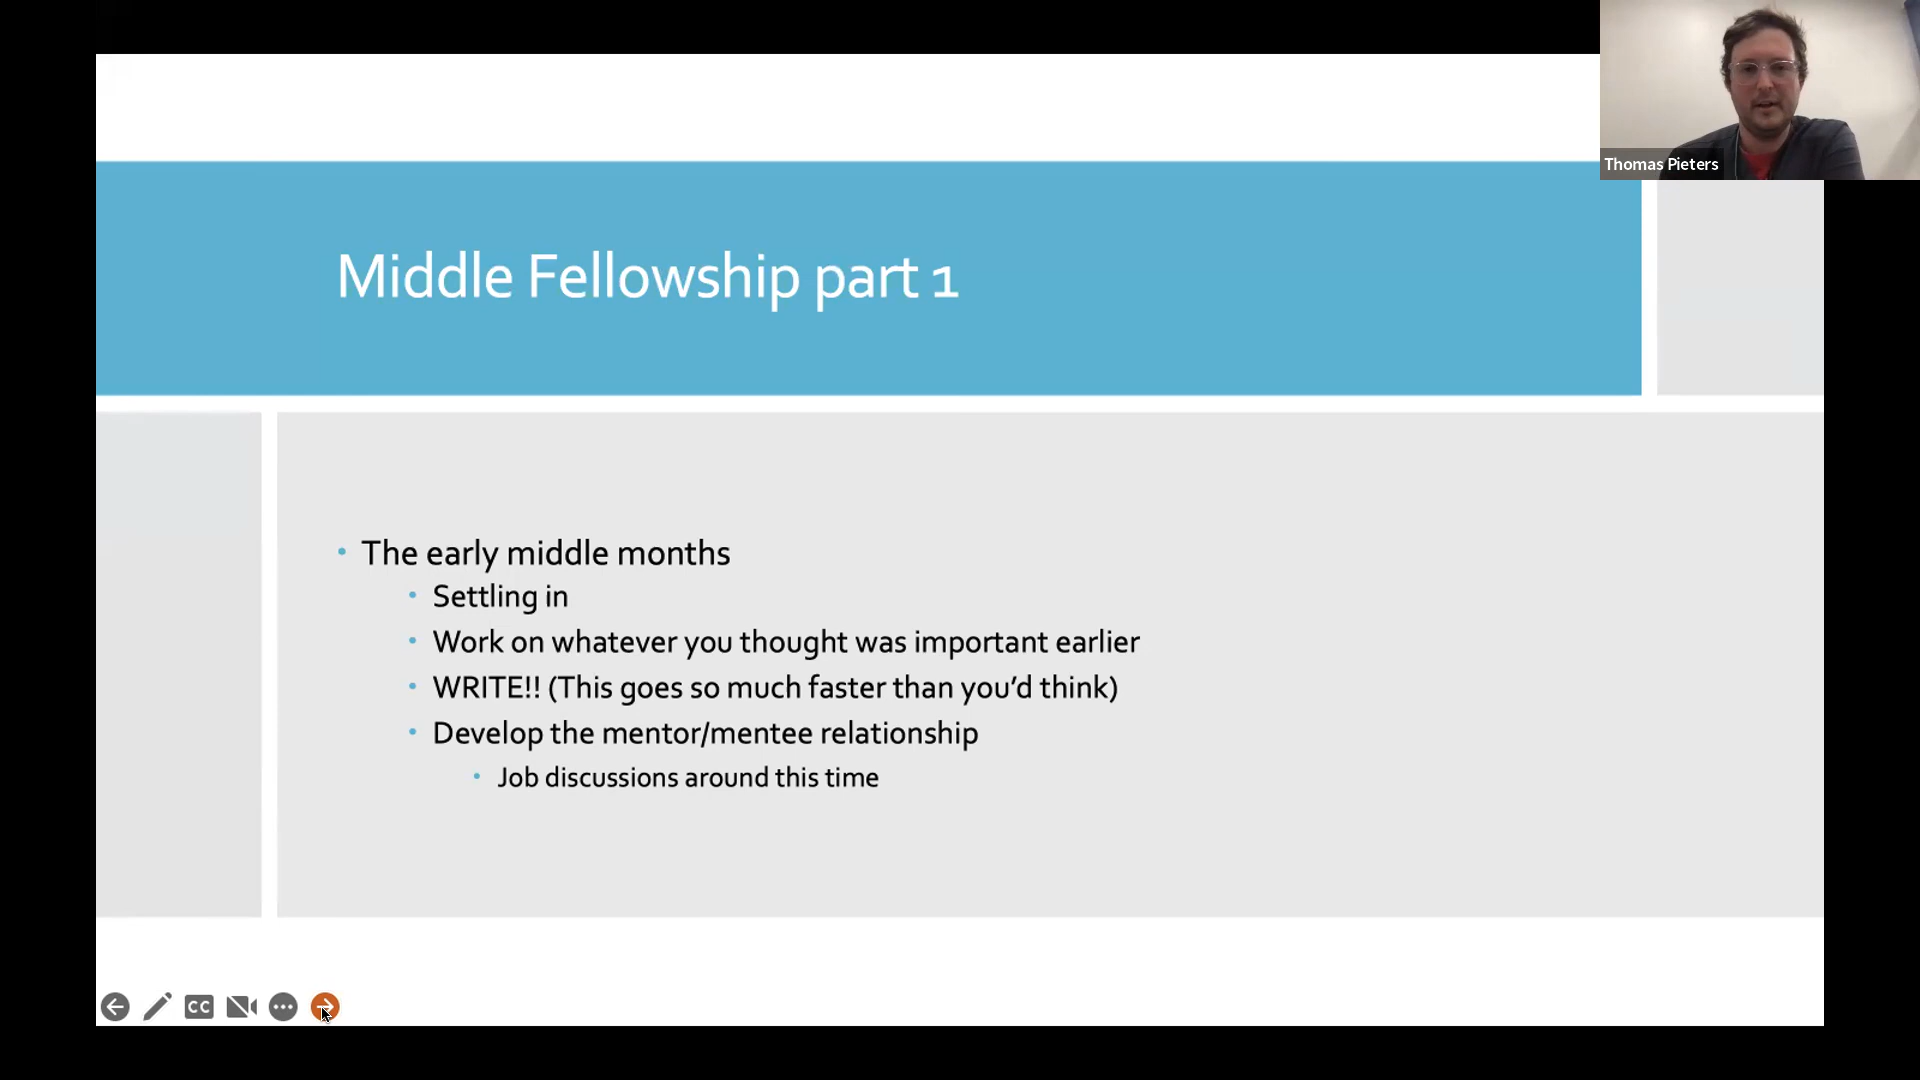 Thomas Pieters
Middle Fellowship part 1
• The early middle months
• Settling in
• Work on whatever you thought was important earlier
• WRITE!! (This goes so much faster than you’d think)
• Develop the mentor/mentee relationship
• Job discussions around this time
CC